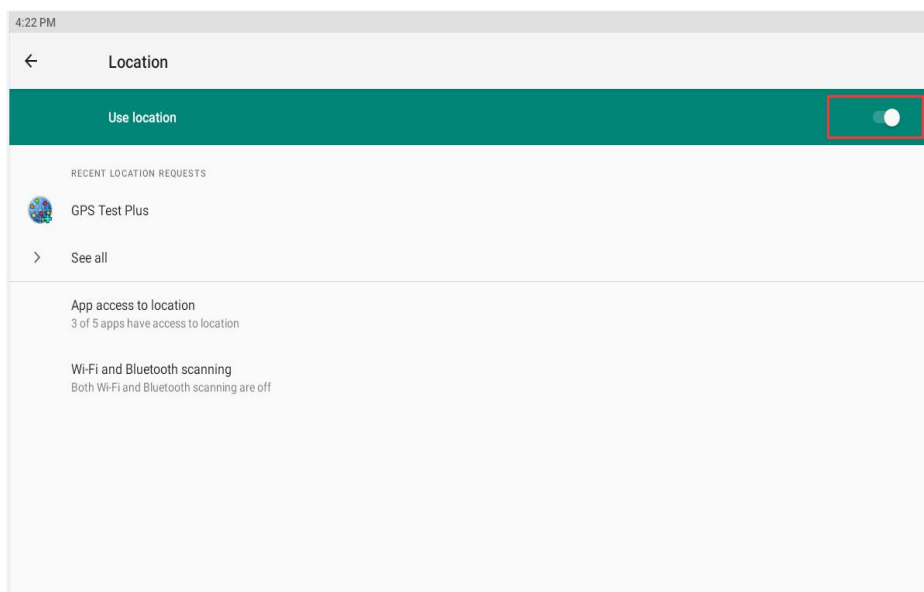 4:22 PM
Location
Use location
RECENT LOCATION REQUESTS
GPS Test Plus
See all
App access to location
3 of 5 apps have access to location
Wi-Fi and Bluetooth scanning
Both Wi-Fi and Bluetooth scanning are off